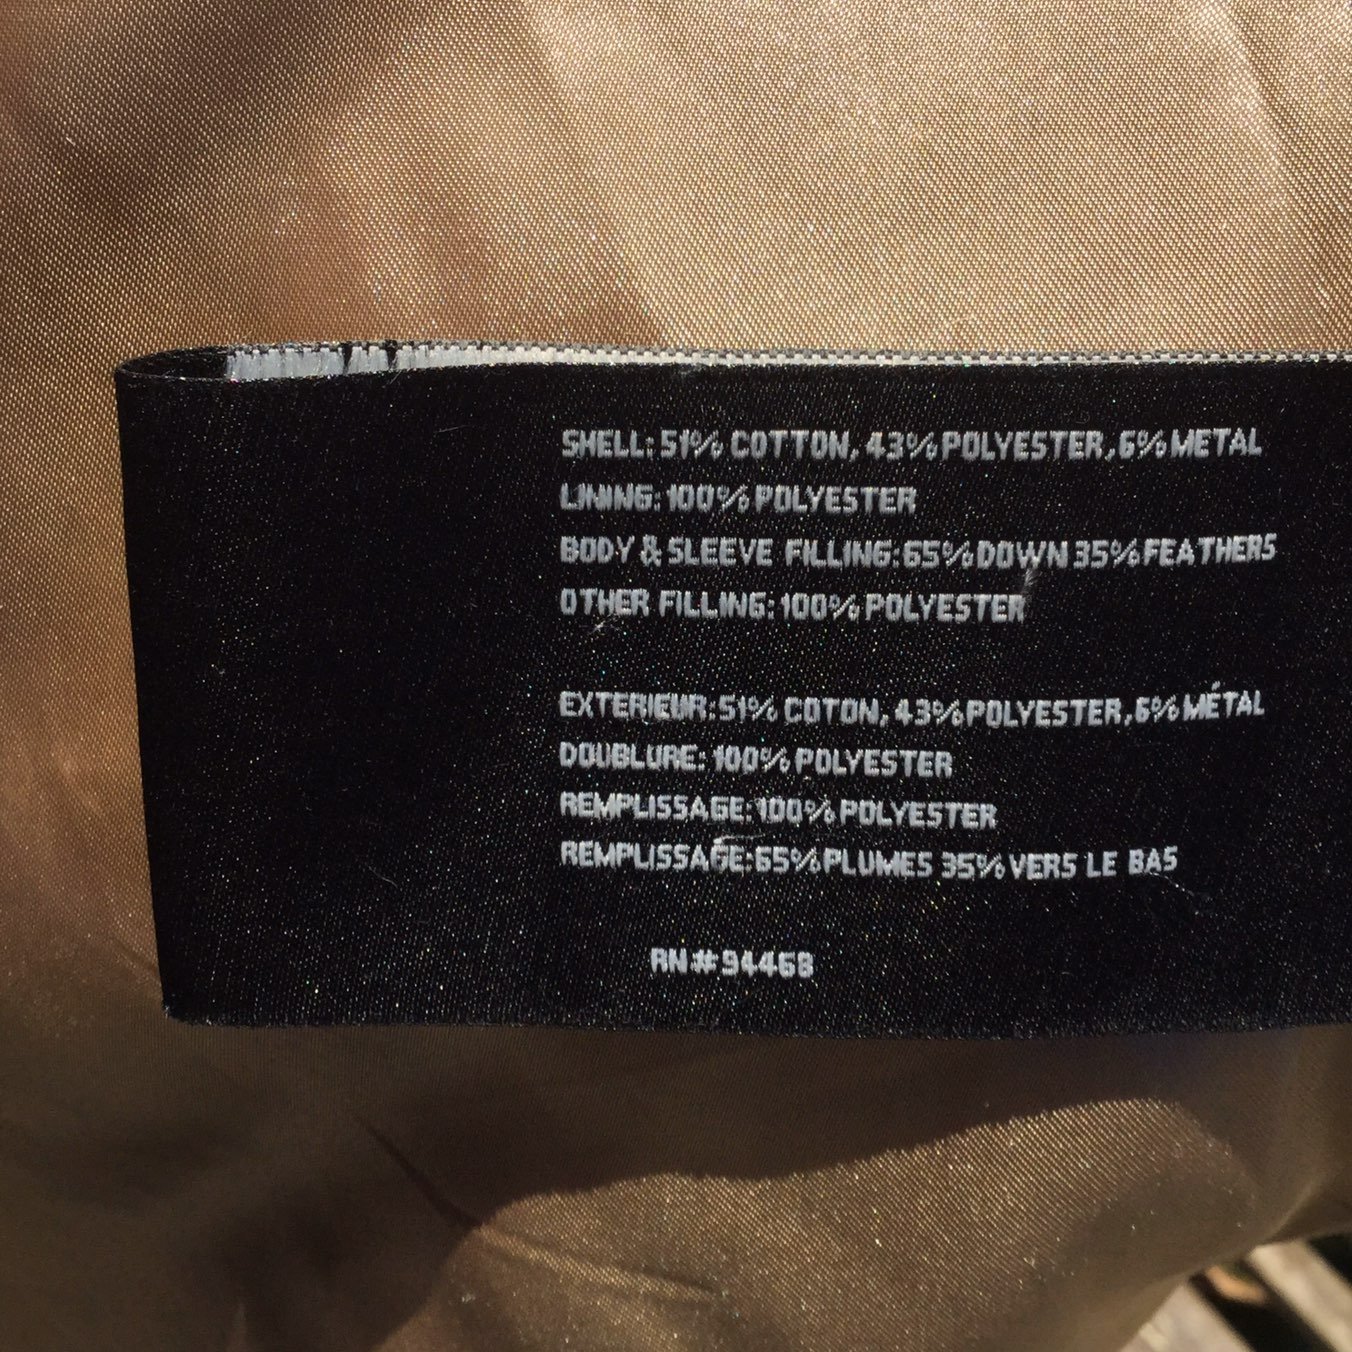 SHELL: 51% COTTON, 43% POLYESTER, 6% METAL
LINING: 100% POLYESTER
BODY & SLEEVE FILLING: 65% DOWN 35% FEATHERS
OTHER FILLING: 100% POLYESTER
EXTERIEUR: 51% COTON, 43% POLYESTER, 6% MÉTAL
DOUBLURE: 100% POLYESTER
REMPLISSAGE: 100% POLYESTER
REMPLISSAGE: 65% PLUMES 35% VERS LE BAS
RN # 94468